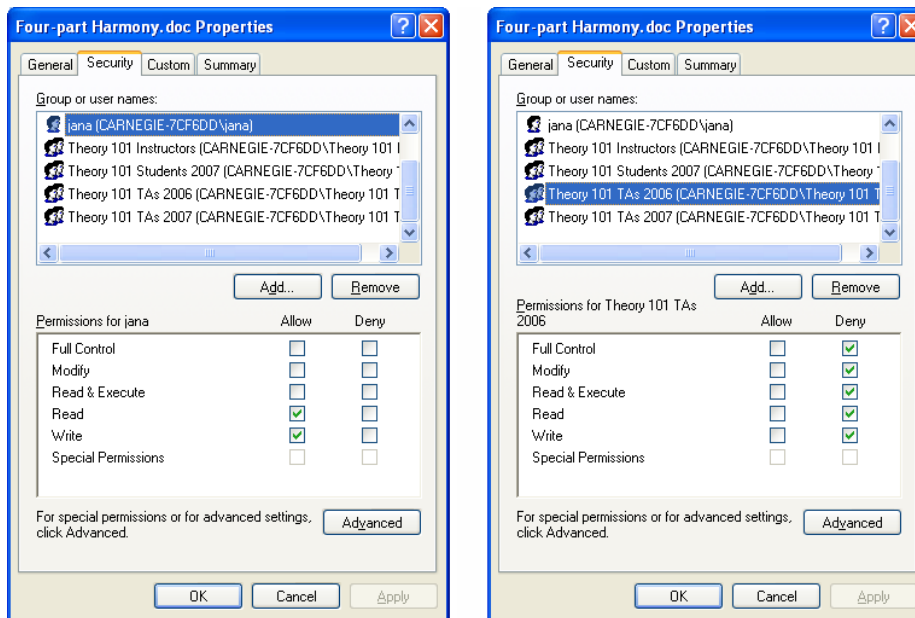 Four-part Harmony.doc Properties
General Security Custom Summary
Group or user names:
jana (CARNEGIE-7CF6DD\jana)
Theory 101 Instructors (CARNEGIE-7CF6DD\Theory 101 I
Theory 101 Students 2007 (CARNEGIE-7CF6DD\Theory
Theory 101 TAs 2006 (CARNEGIE-7CF6DD\Theory 101 T
Theory 101 TAs 2007 (CARNEGIE-7CF6DD\Theory 101 T
Add... Remove
Permissions for jana Allow Deny
Full Control
Modify
Read & Execute
Read
Write
Special Permissions
For special permissions or for advanced settings,
click Advanced.
Advanced
OK Cancel Apply
Four-part Harmony.doc Properties
General Security Custom Summary
Group or user names:
jana (CARNEGIE-7CF6DD\jana)
Theory 101 Instructors (CARNEGIE-7CF6DD\Theory 101 I
Theory 101 Students 2007 (CARNEGIE-7CF6DD\Theory
Theory 101 TAs 2006 (CARNEGIE-7CF6DD\Theory 101 T
Theory 101 TAs 2007 (CARNEGIE-7CF6DD\Theory 101 T
Add... Remove
Permissions for Theory 101 TAs
2006 Allow Deny
Full Control
Modify
Read & Execute
Read
Write
Special Permissions
For special permissions or for advanced settings,
click Advanced.
Advanced
OK Cancel Apply